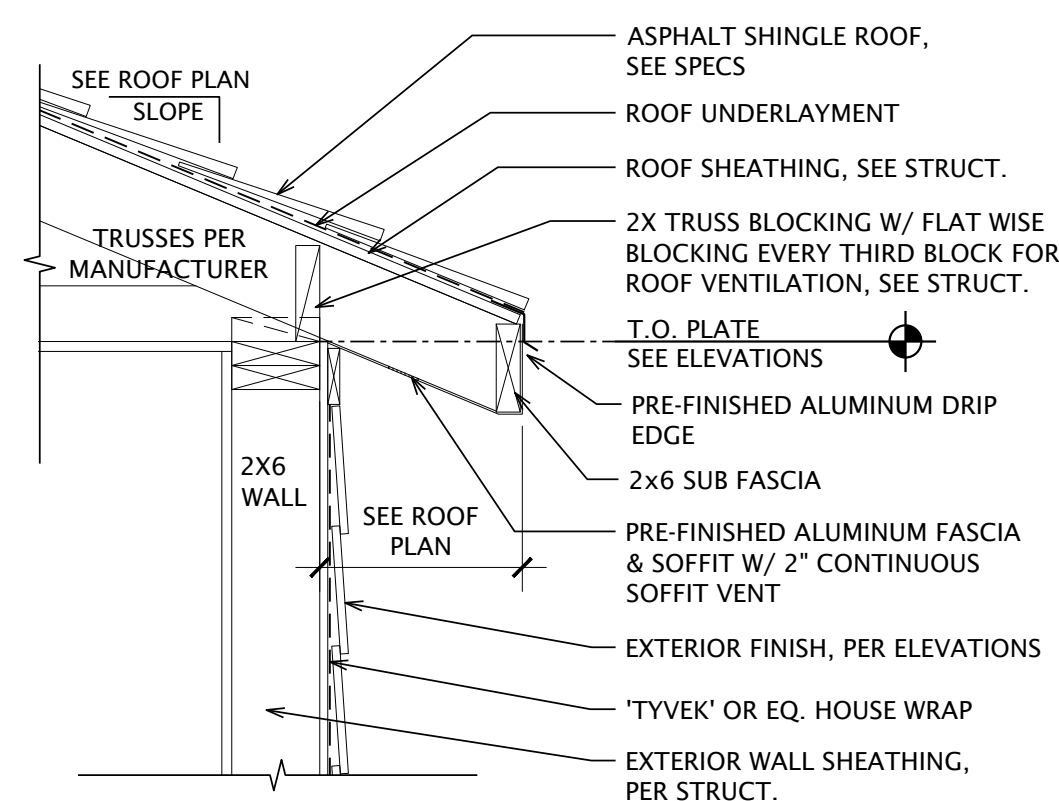 ASPHALT SHINGLE ROOF,
SEE SPECS
SEE ROOF PLAN
SLOPE
ROOF UNDERLAYMENT
ROOF SHEATHING, SEE STRUCT.
2X TRUSS BLOCKING W/ FLAT WISE
BLOCKING EVERY THIRD BLOCK FOR
ROOF VENTILATION, SEE STRUCT.
TRUSSES PER
MANUFACTURER
T.O. PLATE
SEE ELEVATIONS
PRE-FINISHED ALUMINUM DRIP
EDGE
2x6 SUB FASCIA
2X6
WALL
SEE ROOF
PLAN
PRE-FINISHED ALUMINUM FASCIA
& SOFFIT W/ 2" CONTINUOUS
SOFFIT VENT
EXTERIOR FINISH, PER ELEVATIONS
'TYVEK' OR EQ. HOUSE WRAP
EXTERIOR WALL SHEATHING,
PER STRUCT.